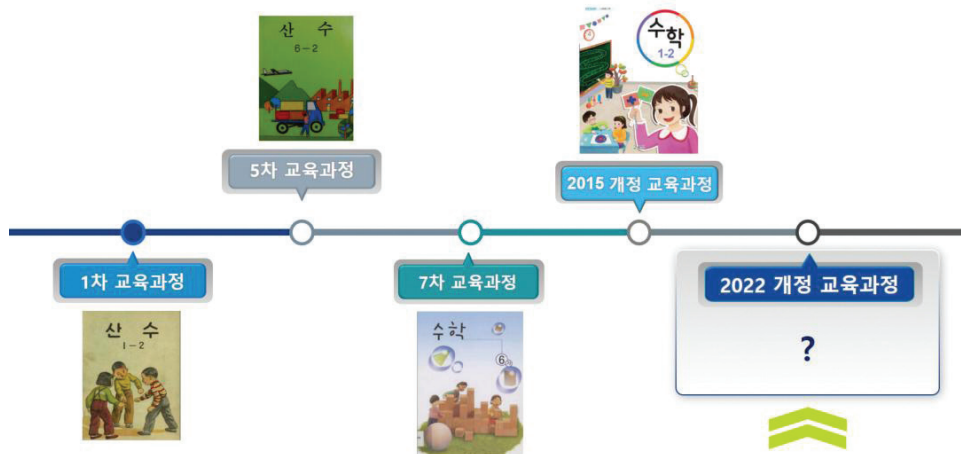 산 수
6-2
수학
1-2
5차 교육과정
2015 개정 교육과정
1차 교육과정
7차 교육과정
2022 개정 교육과정
?
산 수
1-2
수학
6